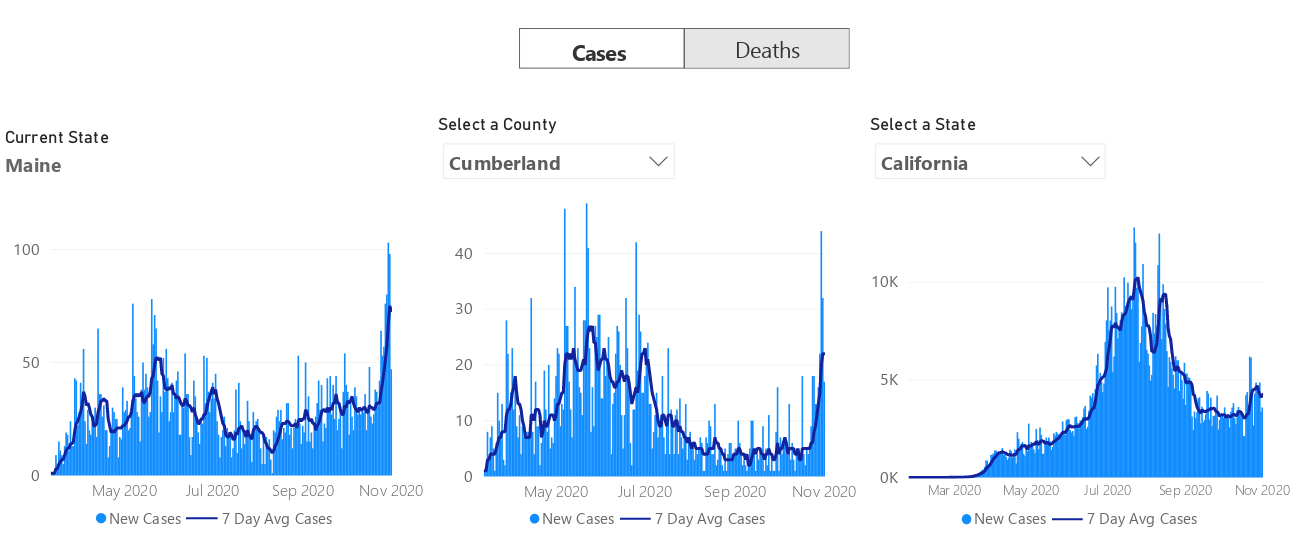 Cases
Deaths
Current State
Maine
100
50
0
May 2020
Jul 2020
Sep 2020
Nov 2020
New Cases
7 Day Avg Cases
Select a County
Cumberland
40
30
20
10
0
May 2020
Jul 2020
Sep 2020
Nov 2020
New Cases
7 Day Avg Cases
Select a State
California
10K
5K
0K
Mar 2020
May 2020
Jul 2020
Sep 2020
Nov 2020
New Cases
7 Day Avg Cases